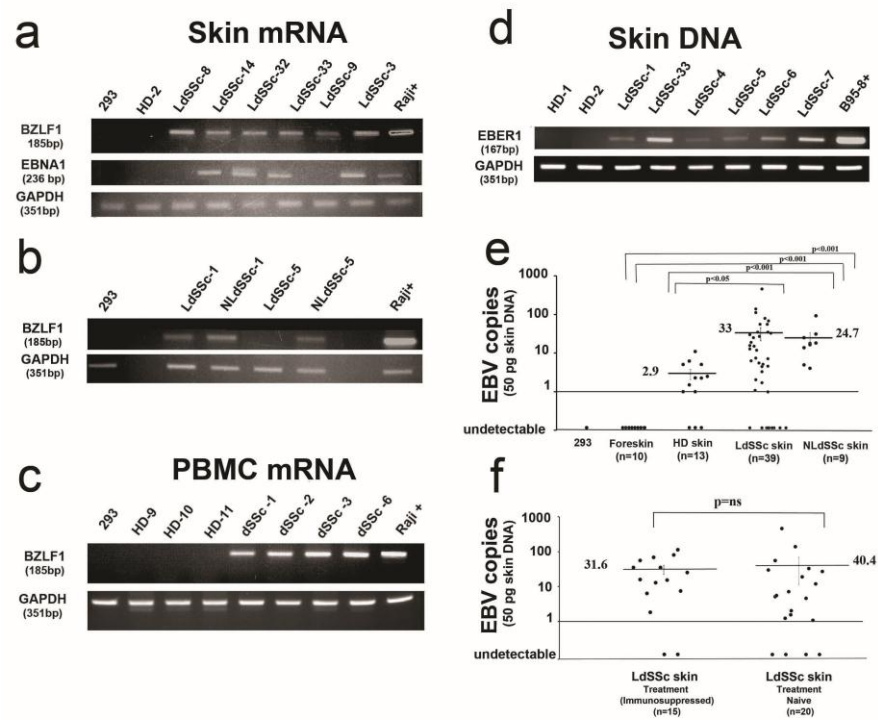 a
Skin mRNA
293
HD-2
LdSSc-8
LdSSc-14
LdSSc-32
LdSSc-33
LdSSc-9
LdSSc-3
Raji+
BZLF1
185bp)
EBNA1
(236 bp)
GAPDH
(351bp)
b
293
LdSSc-1
NLdSSc-1
LdSSc-5
NLdSSc-5
Raji+
BZLF1
(185bp)
GAPDH
(351bp)
c
PBMC mRNA
293
HD-9
HD-10
HD-11
dSSc -1
dSSc -2
dSSc -3
dSSc -6
Raji +
BZLF1
(185bp)
GAPDH
(351bp)
d
Skin DNA
HD-1
HD-2
LdSSc-1
LdSSc-33
LdSSc-4
LdSSc-5
LdSSc-6
LdSSc-7
B95-8+
EBER1
(167bp)
GAPDH
(351bp)
e
p<0.001
p<0.001
p<0.001
p<0.05
EBV copies
(50 pg skin DNA)
1000
100
10
1
undetectable
2.9
33
24.7
293
Foreskin
(n=10)
HD skin
(n=13)
LdSSc skin
(n=39)
NLdSSc skin
(n=9)
f
p=ns
EBV copies
(50 pg skin DNA)
1000
100
10
1
undetectable
31.6
40.4
LdSSc skin
Treatment
(Immunosuppressed)
(n=15)
LdSSc skin
Treatment
Naive
(n=20)